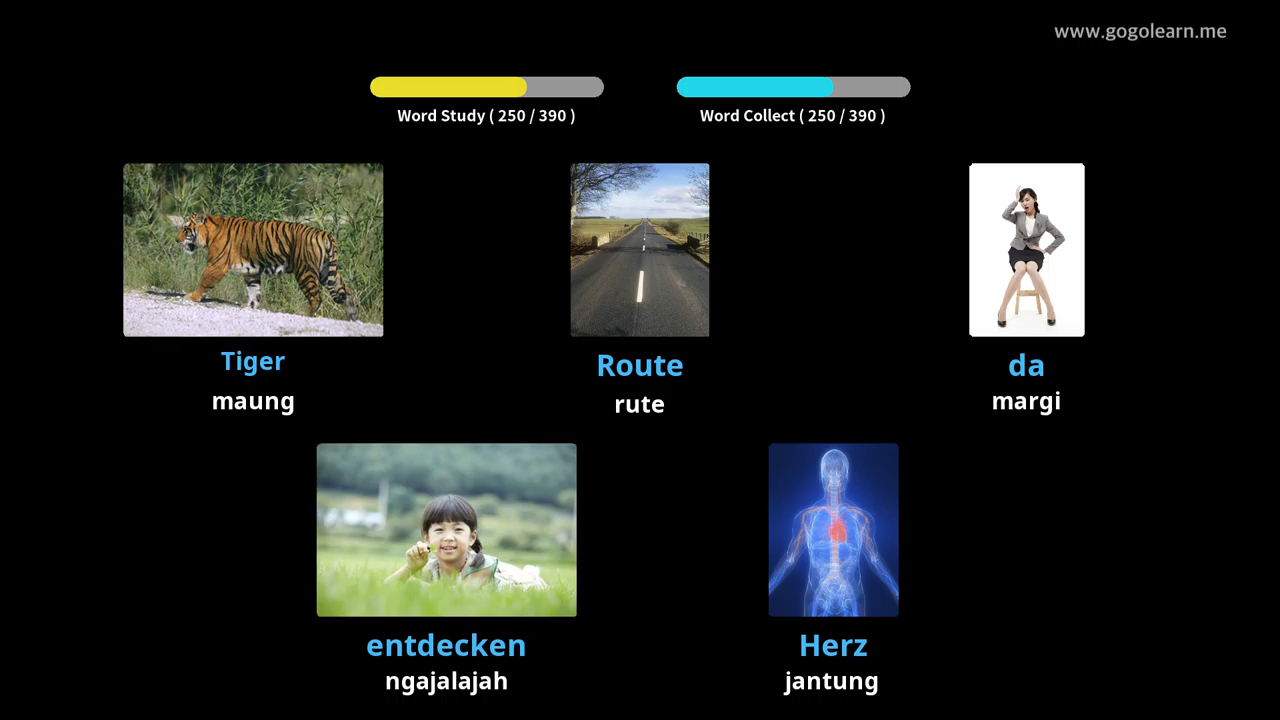 www.gogolearn.me
Word Study ( 250 / 390 )
Word Collect ( 250 / 390 )
Tiger
maung
Route
rute
da
margi
entdecken
ngajalajah
Herz
jantung